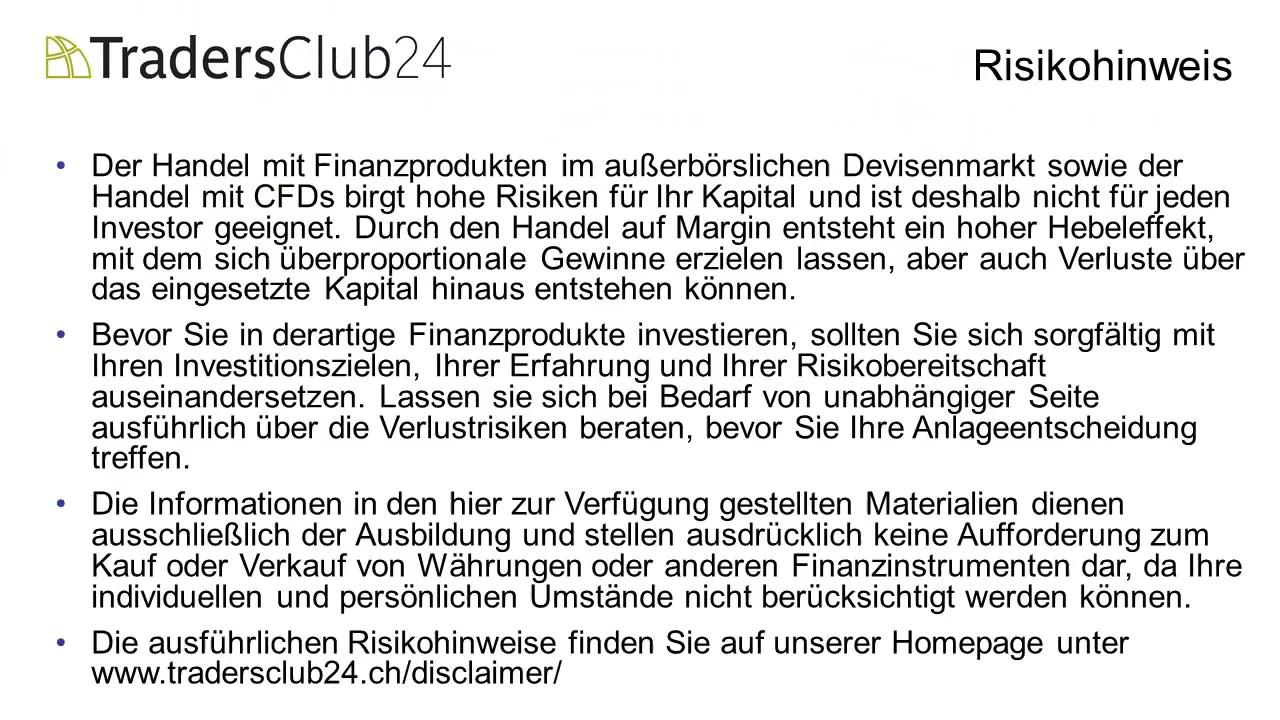 TradersClub24
Risikohinweis
• Der Handel mit Finanzprodukten im außerbörslichen Devisenmarkt sowie der
Handel mit CFDs birgt hohe Risiken für Ihr Kapital und ist deshalb nicht für jeden
Investor geeignet. Durch den Handel auf Margin entsteht ein hoher Hebeleffekt,
mit dem sich überproportionale Gewinne erzielen lassen, aber auch Verluste über
das eingesetzte Kapital hinaus entstehen können.
• Bevor Sie in derartige Finanzprodukte investieren, sollten Sie sich sorgfältig mit
Ihren Investitionszielen, Ihrer Erfahrung und Ihrer Risikobereitschaft
auseinandersetzen. Lassen sie sich bei Bedarf von unabhängiger Seite
ausführlich über die Verlustrisiken beraten, bevor Sie Ihre Anlageentscheidung
treffen.
• Die Informationen in den hier zur Verfügung gestellten Materialien dienen
ausschließlich der Ausbildung und stellen ausdrücklich keine Aufforderung zum
Kauf oder Verkauf von Währungen oder anderen Finanzinstrumenten dar, da Ihre
individuellen und persönlichen Umstände nicht berücksichtigt werden können.
• Die ausführlichen Risikohinweise finden Sie auf unserer Homepage unter
www.tradersclub24.ch/disclaimer/